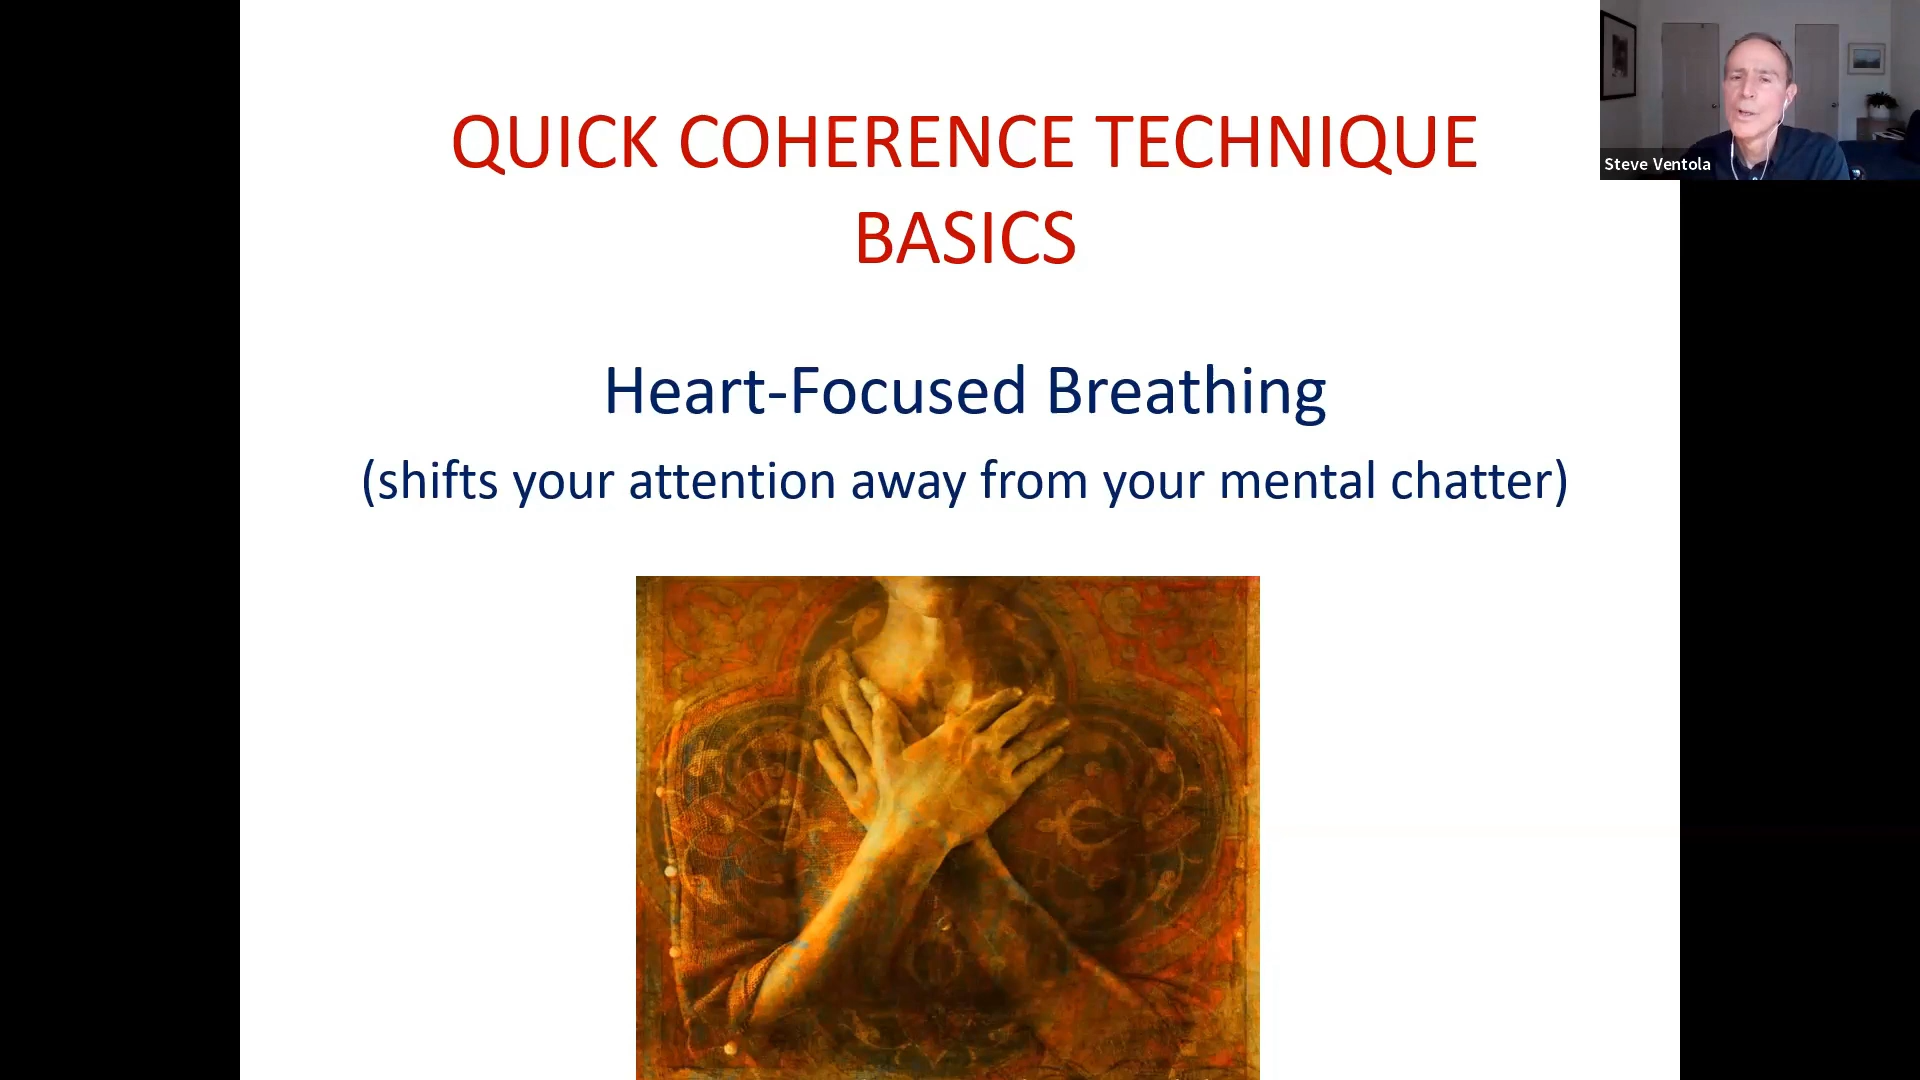 QUICK COHERENCE TECHNIQUE
BASICS
Heart-Focused Breathing
(shifts your attention away from your mental chatter)
Steve Ventola